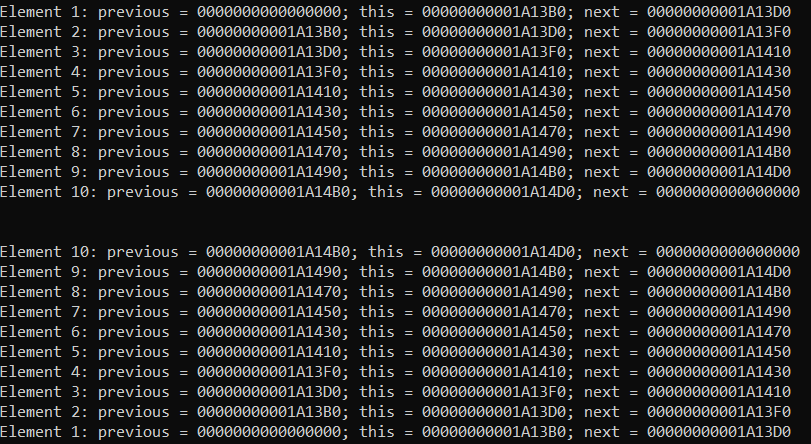 Element 1: previous = 0000000000000000; this = 00000000001A13B0; next = 00000000001A13D0
Element 2: previous = 00000000001A13B0; this = 00000000001A13D0; next = 00000000001A13F0
Element 3: previous = 00000000001A13D0; this = 00000000001A13F0; next = 00000000001A1410
Element 4: previous = 00000000001A13F0; this = 00000000001A1410; next = 00000000001A1430
Element 5: previous = 00000000001A1410; this = 00000000001A1430; next = 00000000001A1450
Element 6: previous = 00000000001A1430; this = 00000000001A1450; next = 00000000001A1470
Element 7: previous = 00000000001A1450; this = 00000000001A1470; next = 00000000001A1490
Element 8: previous = 00000000001A1470; this = 00000000001A1490; next = 00000000001A14B0
Element 9: previous = 00000000001A1490; this = 00000000001A14B0; next = 00000000001A14D0
Element 10: previous = 00000000001A14B0; this = 00000000001A14D0; next = 0000000000000000
Element 10: previous = 00000000001A14B0; this = 00000000001A14D0; next = 0000000000000000
Element 9: previous = 00000000001A1490; this = 00000000001A14B0; next = 00000000001A14D0
Element 8: previous = 00000000001A1470; this = 00000000001A1490; next = 00000000001A14B0
Element 7: previous = 00000000001A1450; this = 00000000001A1470; next = 00000000001A1490
Element 6: previous = 00000000001A1430; this = 00000000001A1450; next = 00000000001A1470
Element 5: previous = 00000000001A1410; this = 00000000001A1430; next = 00000000001A1450
Element 4: previous = 00000000001A13F0; this = 00000000001A1410; next = 00000000001A1430
Element 3: previous = 00000000001A13D0; this = 00000000001A13F0; next = 00000000001A1410
Element 2: previous = 00000000001A13B0; this = 00000000001A13D0; next = 00000000001A13F0
Element 1: previous = 0000000000000000; this = 00000000001A13B0; next = 00000000001A13D0